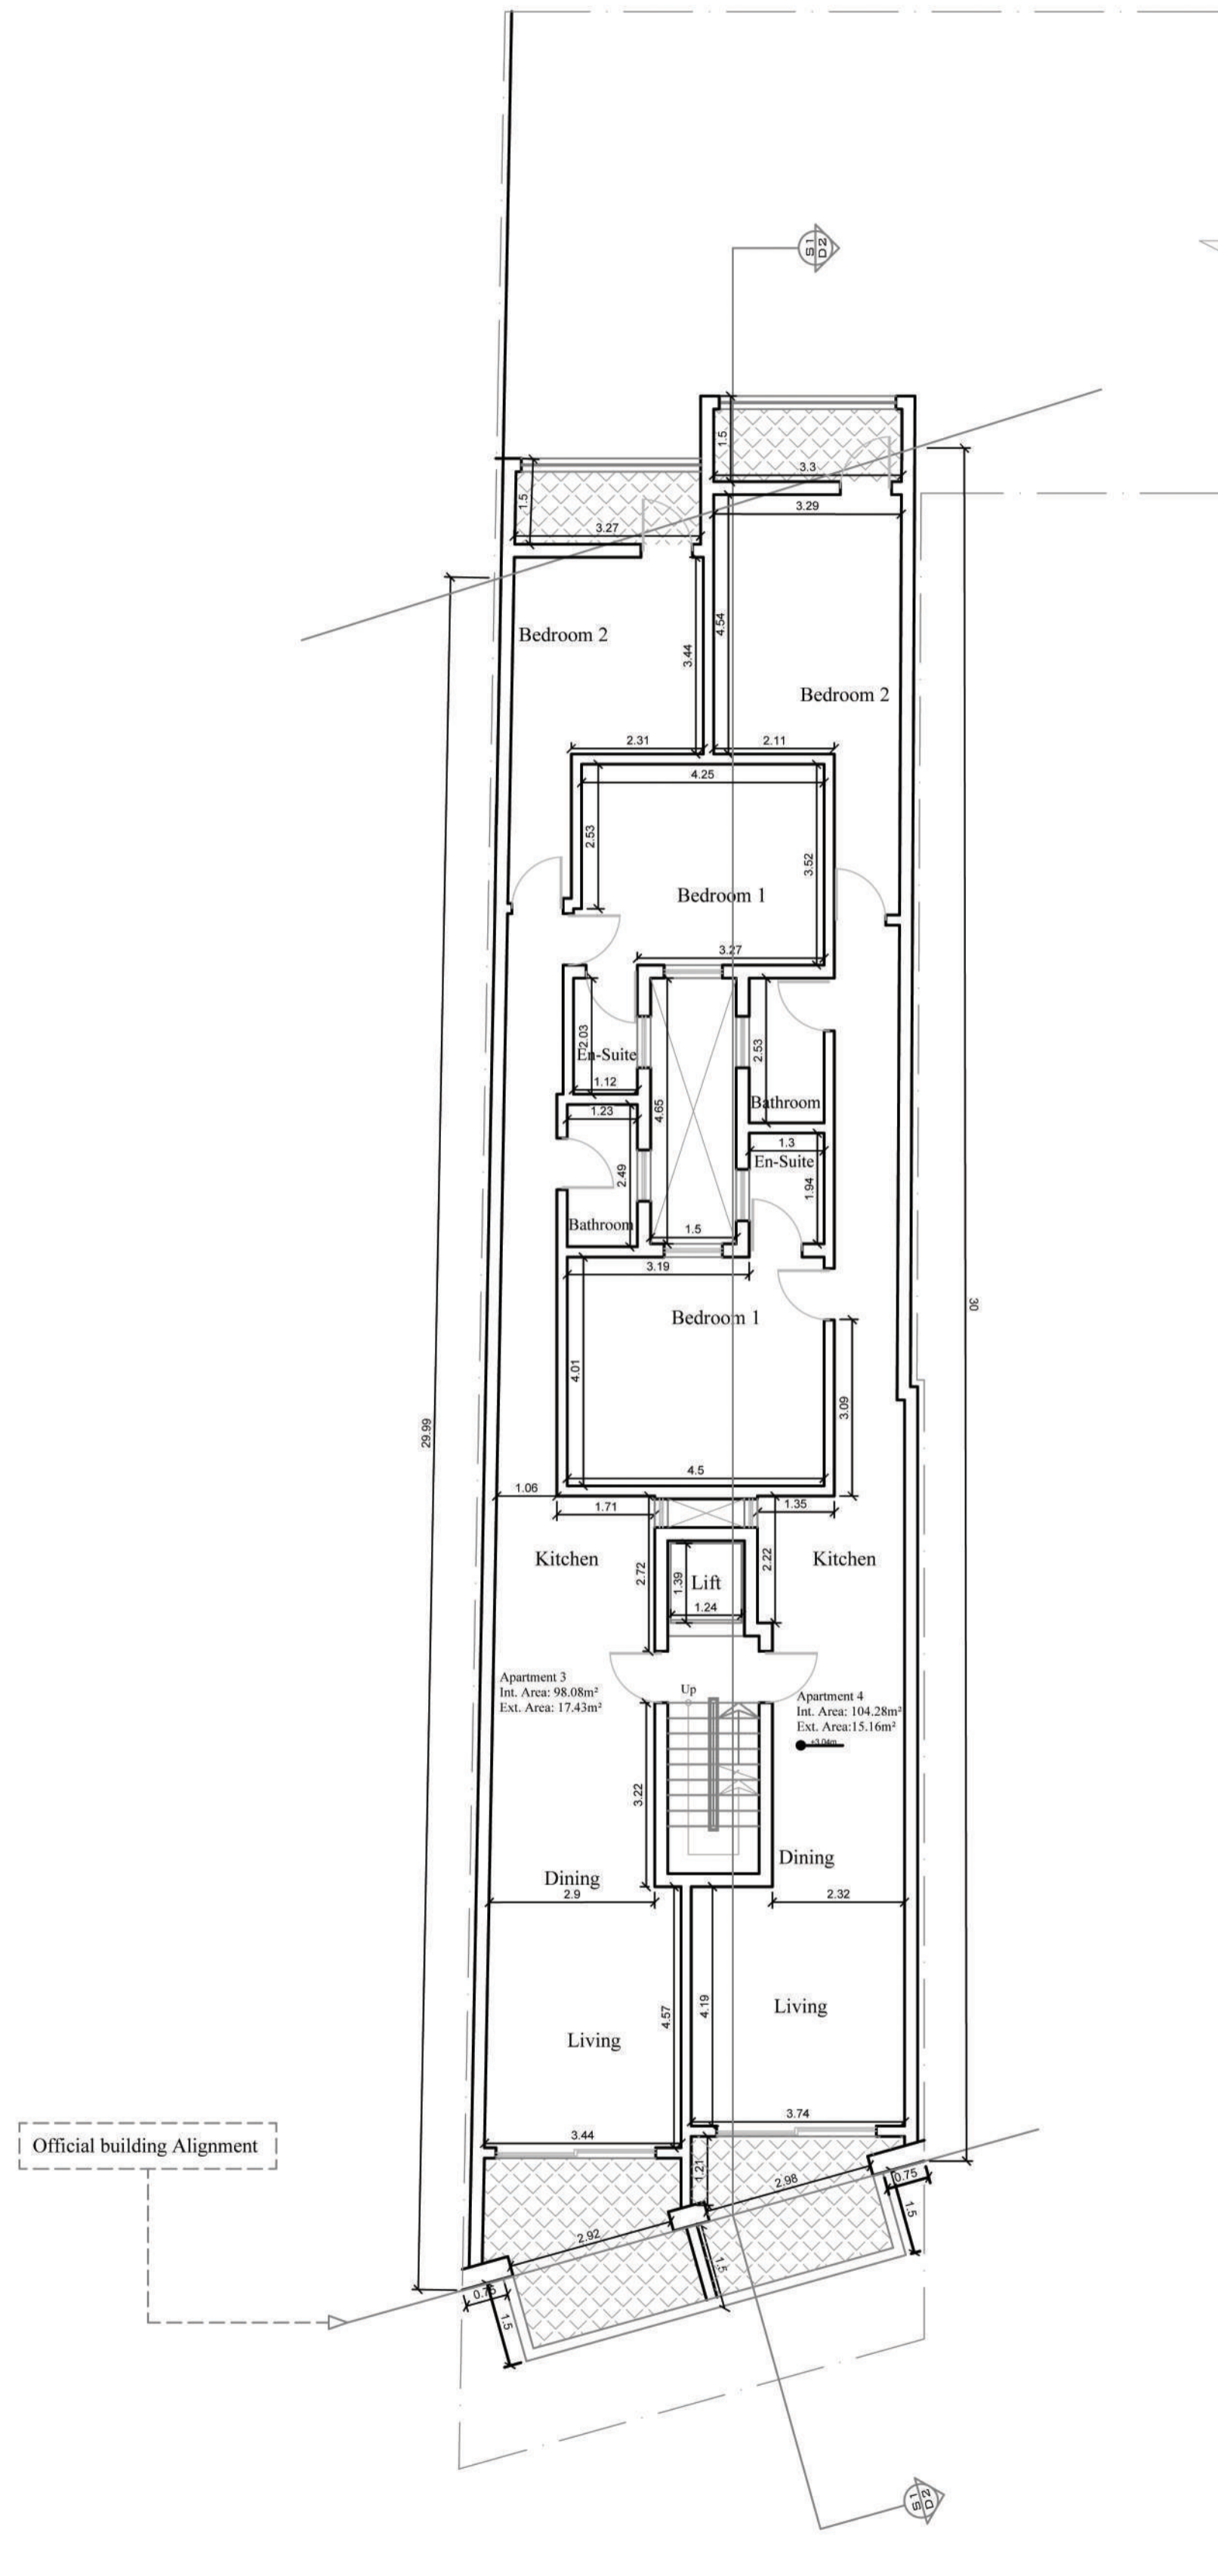 S1
D2
1.5
3.3
3.29
1.5
3.27
Bedroom 2
4.54
3.44
Bedroom 2
2.31
2.11
4.25
2.53
3.52
Bedroom 1
3.27
2.03
En-Suite
2.53
1.12
Bathroom
1.23
4.65
1.3
En-Suite
2.49
1.94
Bathroom
1.5
3.19
30
Bedroom 1
4.01
3.09
29.99
4.5
1.06
1.71
1.35
Kitchen
2.72
2.22
Kitchen
1.39
Lift
1.24
Apartment 3
Int. Area: 98.08m²
Ext. Area: 17.43m²
Up
Apartment 4
Int. Area: 104.28m²
Ext. Area:15.16m²
+3.04m
3.22
Dining
Dining
2.9
2.32
4.57
4.19
Living
Living
3.74
3.44
Official building Alignment
1.21
2.98
0.75
1.5
2.92
1.5
0.75
1.5
S1
D2